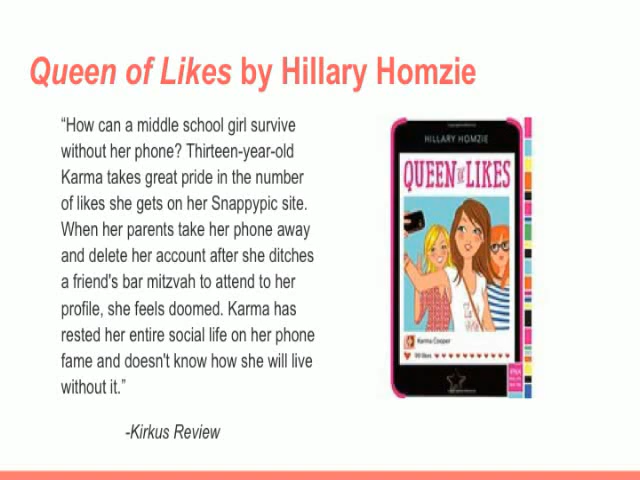 Queen of Likes by Hillary Homzie
“How can a middle school girl survive
without her phone? Thirteen-year-old
Karma takes great pride in the number
of likes she gets on her Snappypic site.
When her parents take her phone away
and delete her account after she ditches
a friend's bar mitzvah to attend to her
profile, she feels doomed. Karma has
rested her entire social life on her phone
fame and doesn't know how she will live
without it.”
-Kirkus Review
HILLARY HOMZIE
QUEEN OF LIKES
Karma Cooper